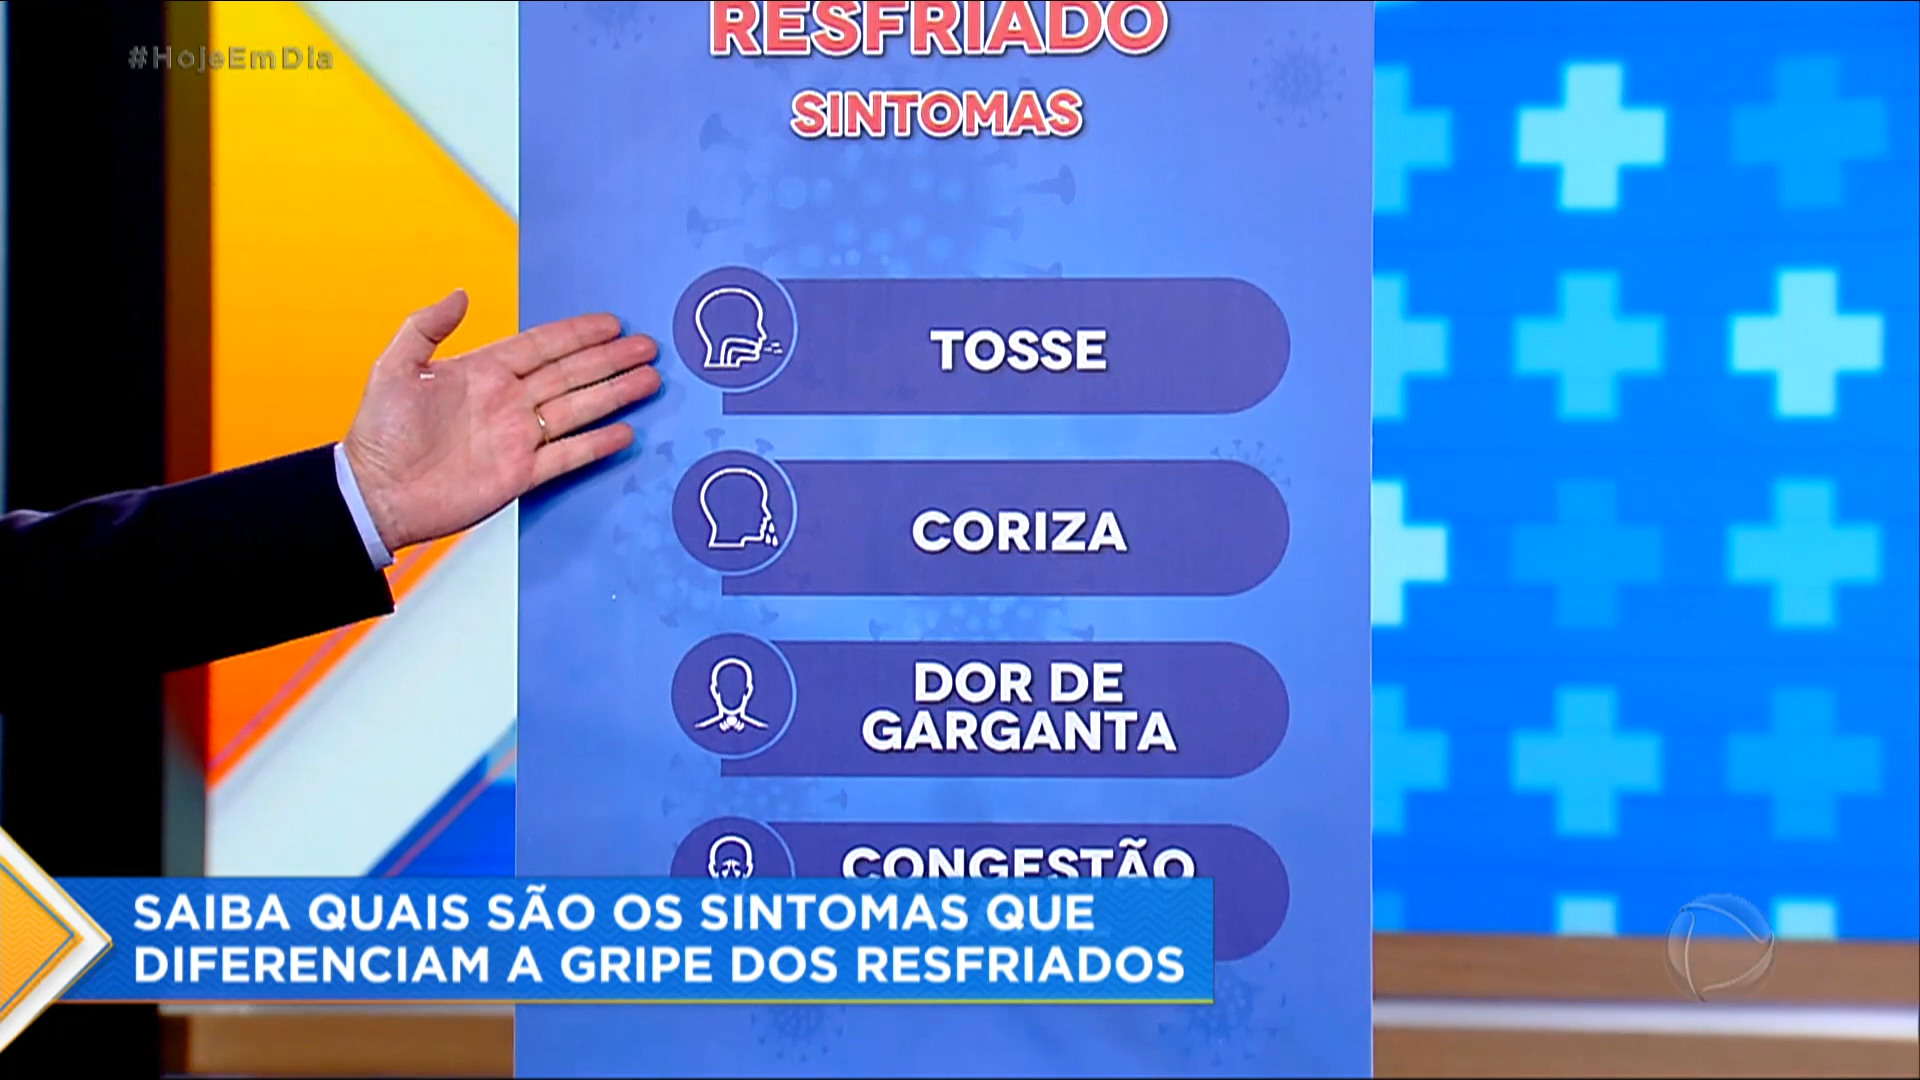 #HojeEmDia
RESFRIADO
SINTOMAS
TOSSE
CORIZA
DOR DE
GARGANTA
CONGESTÃO
SAIBA QUAIS SÃO OS SINTOMAS QUE
DIFERENCIAM A GRIPE DOS RESFRIADOS